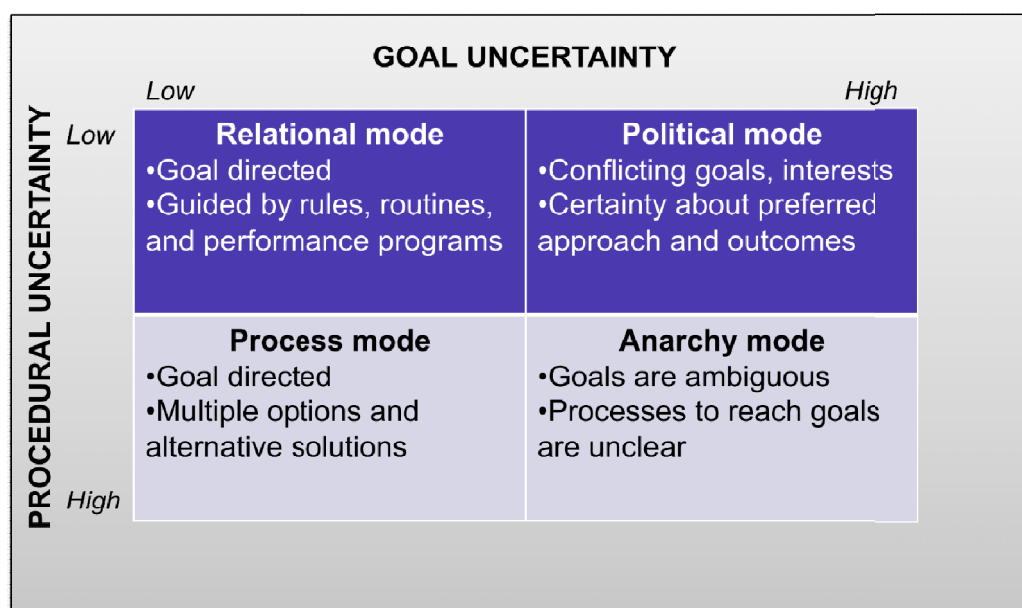 GOAL UNCERTAINTY
Low
High
PROCEDURAL UNCERTAINTY
Low
Relational mode
•Goal directed
•Guided by rules, routines,
and performance programs
Political mode
•Conflicting goals, interests
•Certainty about preferred
approach and outcomes
High
Process mode
•Goal directed
•Multiple options and
alternative solutions
Anarchy mode
•Goals are ambiguous
•Processes to reach goals
are unclear